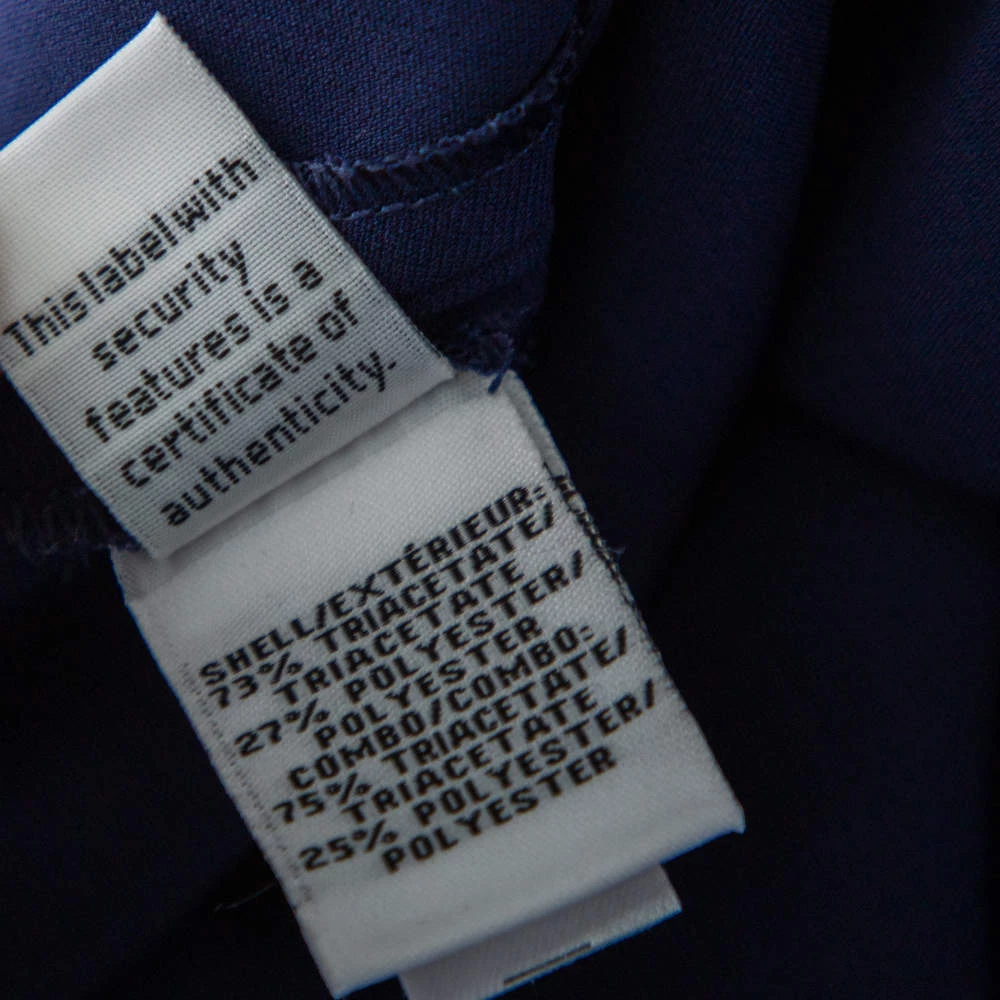 This label with
security
features is a
certificate of
authenticity.
SHELL/EXTÉRIEUR:
73% TRIACETATE/
TRIACETATE
27% POLYESTER/
POLYESTER
COMBO/COMBO:
75% TRIACETATE/
TRIACETATE
25% POLYESTER/
POLYESTER